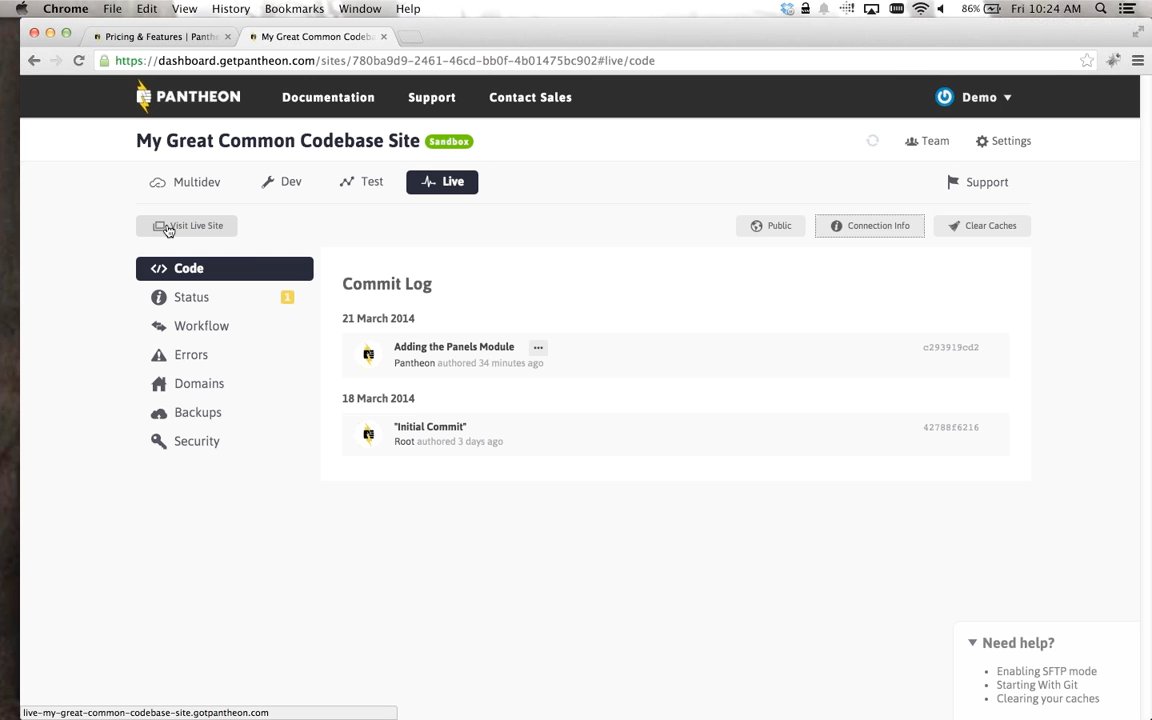 Chrome File Edit View History Bookmarks Window Help 86% Fri 10:24 AM
Pricing & Features | Panthe
My Great Common Codeba
https://dashboard.getpantheon.com/sites/780ba9d9-2461-46cd-bb0f-4b01475bc902#live/code
PANTHEON Documentation Support Contact Sales Demo
My Great Common Codebase Site Sandbox Team Settings
Multidev Dev Test Live Support
Visit Live Site Public Connection Info Clear Caches
Code
Status 1
Workflow
Errors
Domains
Backups
Security
Commit Log
21 March 2014
Adding the Panels Module ... c293919cd2
Pantheon authored 34 minutes ago
18 March 2014
"Initial Commit" 42788f6216
Root authored 3 days ago
Need help?
Enabling SFTP mode
Starting With Git
Clearing your caches
live-my-great-common-codebase-site.gotpantheon.com